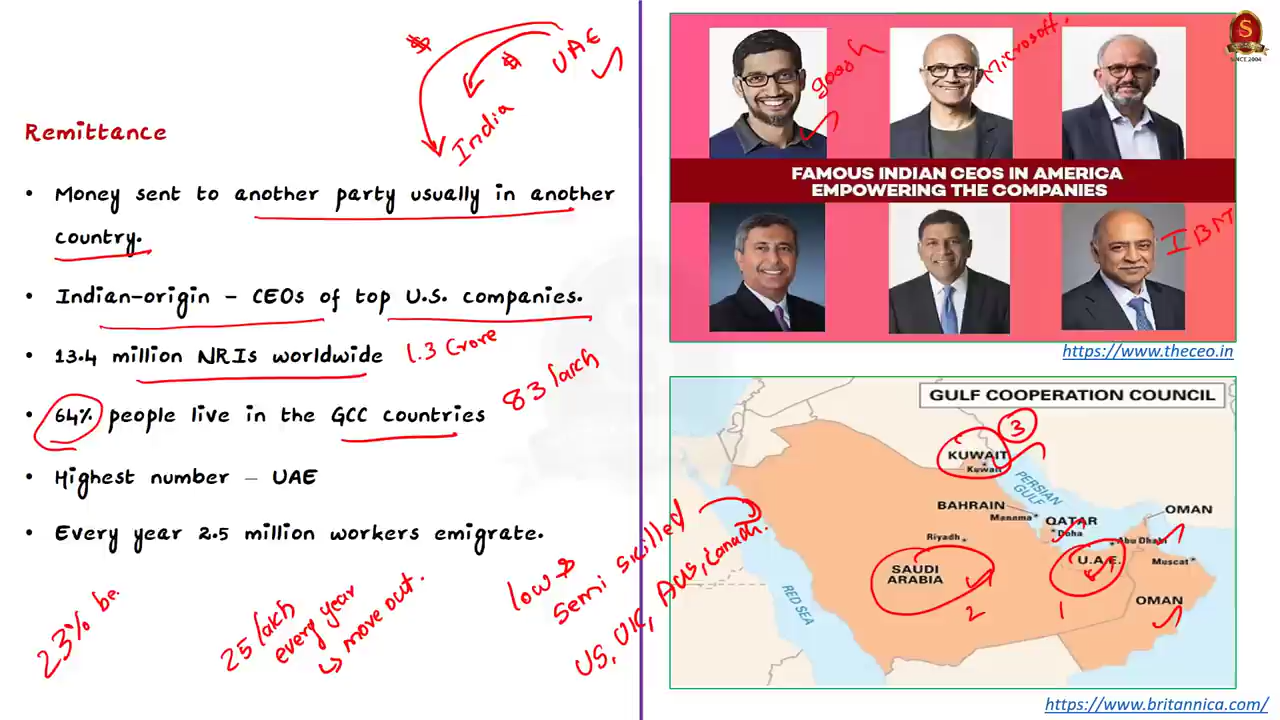 $
$
UAE
India
Remittance
• Money sent to another party usually in another
country.
• Indian-origin – CEOs of top U.S. companies.
• 13.4 million NRIs worldwide
1.3 Crore
• 64% people live in the GCC countries
83 lakh
• Highest number – UAE
• Every year 2.5 million workers emigrate.
23% be
25 lakh
every year
↳ move out.
low &
semi skilled
US, UK, Aus, Canada.
Microsoft.
S
SINCE 2004
FAMOUS INDIAN CEOS IN AMERICA
EMPOWERING THE COMPANIES
IBM
https://www.theceo.in
GULF COOPERATION COUNCIL
3
KUWAIT
Kuwait
PERSIAN
GULF
BAHRAIN
Manama
OMAN
QATAR
Doha
Riyadh
Abu Dhabi
SAUDI
ARABIA
U.A.E.
Muscat
RED SEA
OMAN
2
1
https://www.britannica.com/